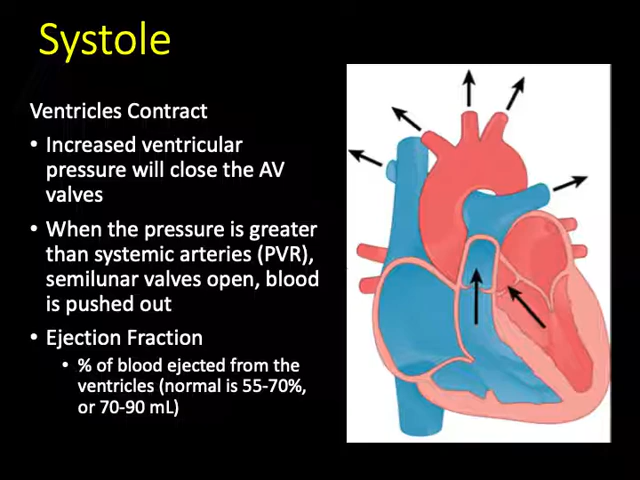 Systole
Ventricles Contract
• Increased ventricular
pressure will close the AV
valves
• When the pressure is greater
than systemic arteries (PVR),
semilunar valves open, blood
is pushed out
• Ejection Fraction
• % of blood ejected from the
ventricles (normal is 55-70%,
or 70-90 mL)